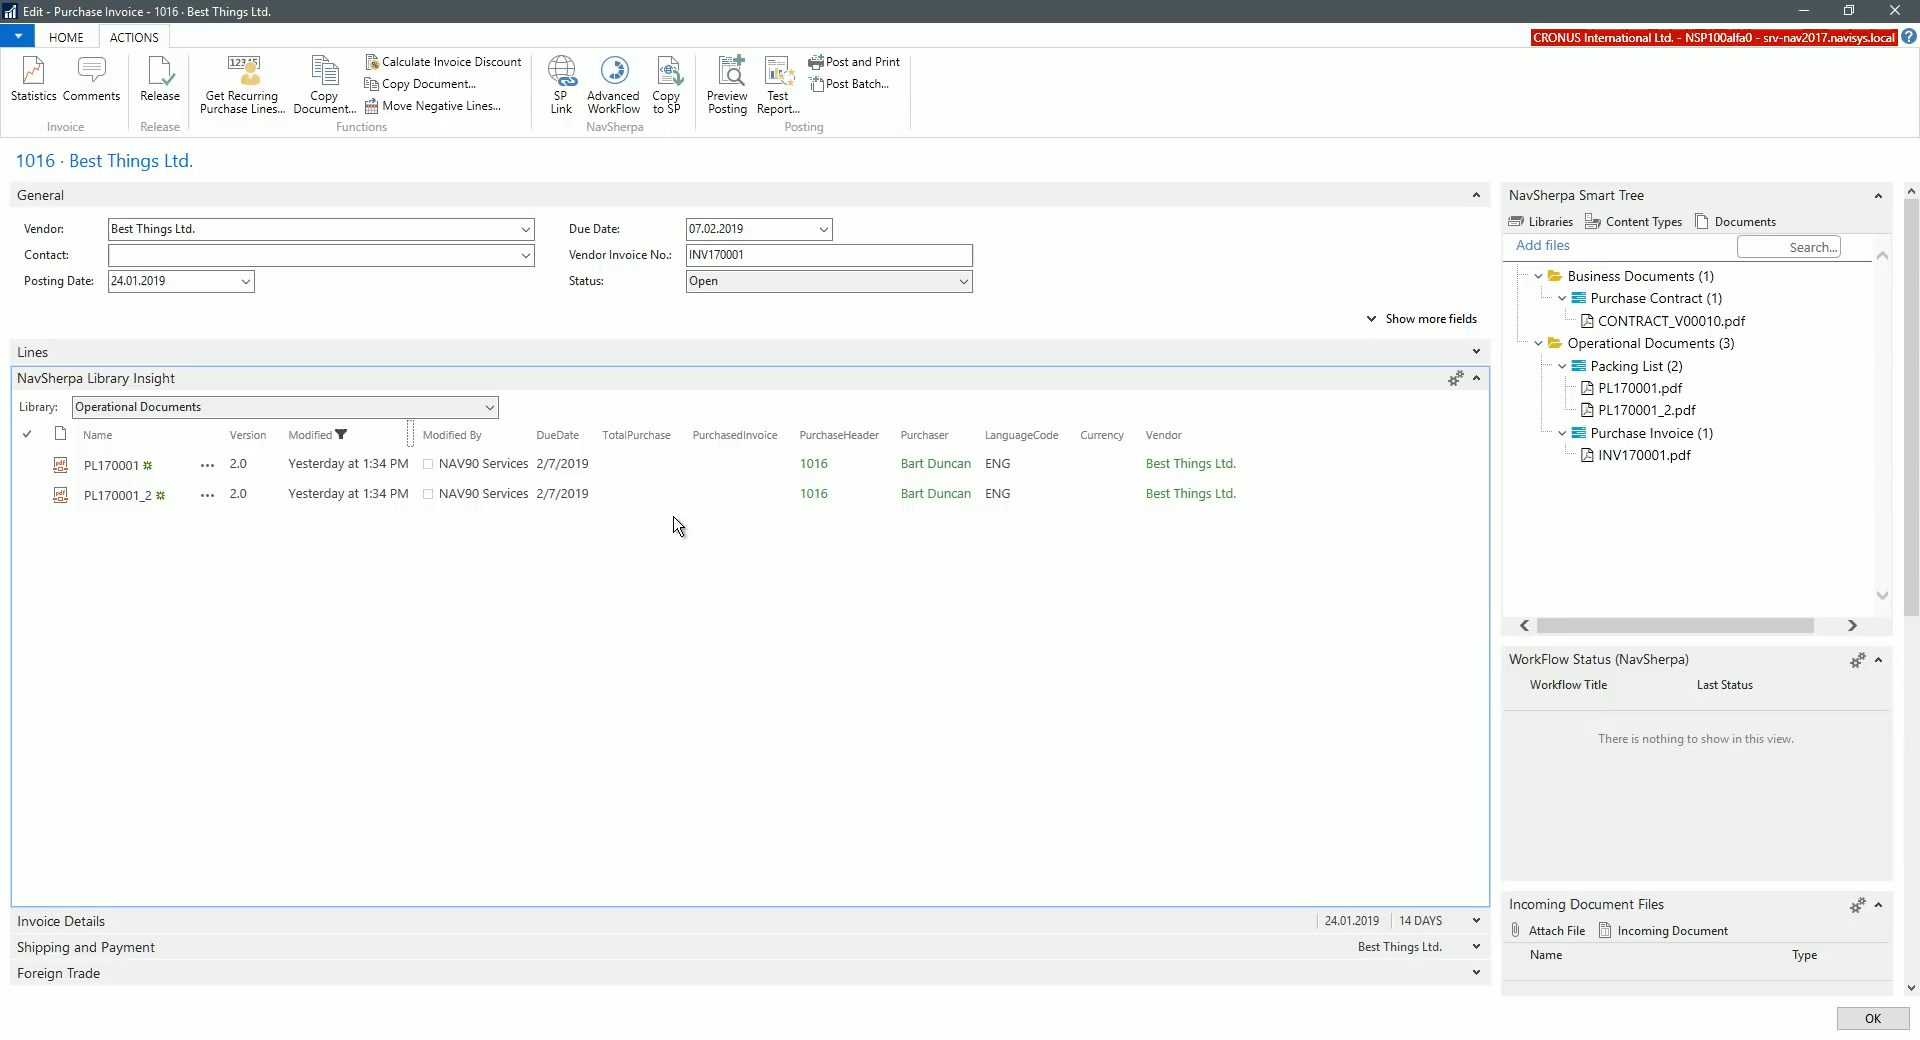 Edit - Purchase Invoice - 1016 · Best Things Ltd.
HOME
ACTIONS
CRONUS International Ltd. - NSP100alfa0 - srv-nav2017.navisys.local
Statistics
Comments
Invoice
Release
Release
Get Recurring
Purchase Lines...
Copy
Document...
Calculate Invoice Discount
Copy Document...
Move Negative Lines...
Functions
SP
Link
Advanced
WorkFlow
Copy
to SP
NavSherpa
Preview
Posting
Test
Report...
Post and Print
Post Batch...
Posting
1016 · Best Things Ltd.
General
Vendor: Best Things Ltd.
Contact:
Posting Date: 24.01.2019
Due Date: 07.02.2019
Vendor Invoice No.: INV170001
Status: Open
Show more fields
Lines
NavSherpa Library Insight
Library: Operational Documents
Name Version Modified Modified By DueDate TotalPurchase PurchasedInvoice PurchaseHeader Purchaser LanguageCode Currency Vendor
PL170001 ... 2.0 Yesterday at 1:34 PM NAV90 Services 2/7/2019 1016 Bart Duncan ENG Best Things Ltd.
PL170001_2 ... 2.0 Yesterday at 1:34 PM NAV90 Services 2/7/2019 1016 Bart Duncan ENG Best Things Ltd.
Invoice Details 24.01.2019 14 DAYS
Shipping and Payment Best Things Ltd.
Foreign Trade
NavSherpa Smart Tree
Libraries Content Types Documents
Add files Search...
Business Documents (1)
Purchase Contract (1)
CONTRACT_V00010.pdf
Operational Documents (3)
Packing List (2)
PL170001.pdf
PL170001_2.pdf
Purchase Invoice (1)
INV170001.pdf
WorkFlow Status (NavSherpa)
Workflow Title Last Status
There is nothing to show in this view.
Incoming Document Files
Attach File Incoming Document
Name Type
OK